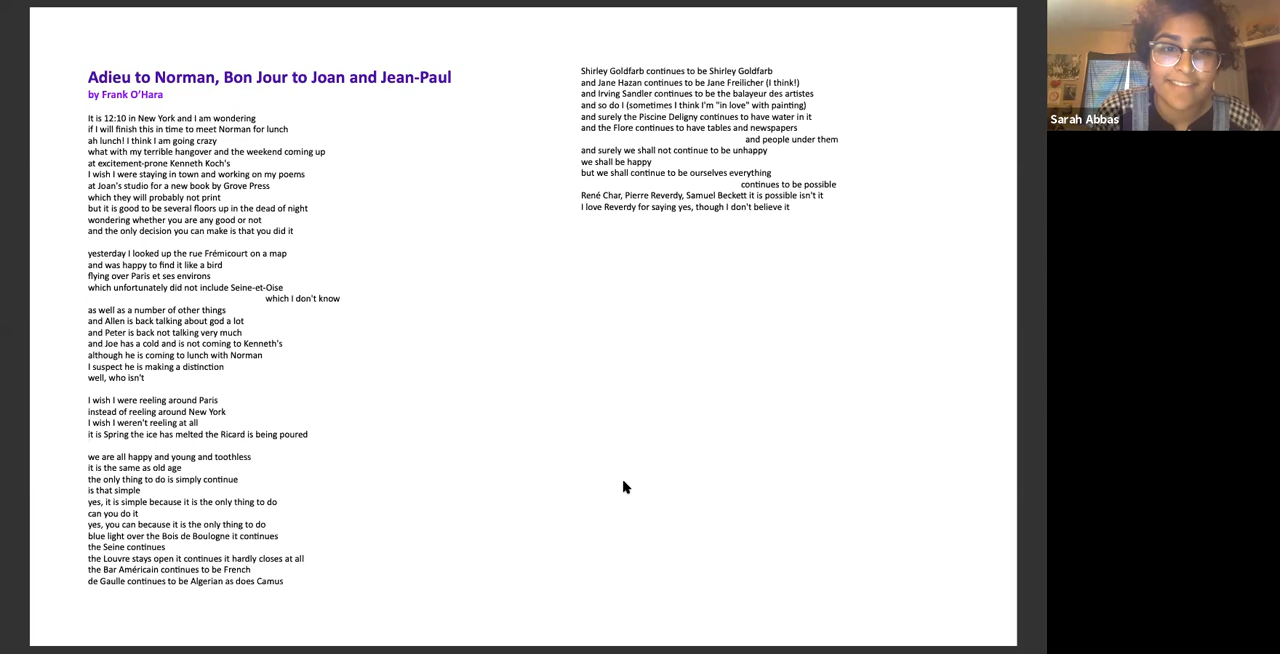 Adieu to Norman, Bon Jour to Joan and Jean-Paul
by Frank O'Hara
It is 12:10 in New York and I am wondering
if I will finish this in time to meet Norman for lunch
ah lunch! I think I am going crazy
what with my terrible hangover and the weekend coming up
at excitement-prone Kenneth Koch's
I wish I were staying in town and working on my poems
at Joan's studio for a new book by Grove Press
which they will probably not print
but it is good to be several floors up in the dead of night
wondering whether you are any good or not
and the only decision you can make is that you did it
yesterday I looked up the rue Frémicourt on a map
and was happy to find it like a bird
flying over Paris et ses environs
which unfortunately did not include Seine-et-Oise
which I don't know
as well as a number of other things
and Allen is back talking about god a lot
and Peter is back not talking very much
and Joe has a cold and is not coming to Kenneth's
although he is coming to lunch with Norman
I suspect he is making a distinction
well, who isn't
I wish I were reeling around Paris
instead of reeling around New York
I wish I weren't reeling at all
it is Spring the ice has melted the Ricard is being poured
we are all happy and young and toothless
it is the same as old age
the only thing to do is simply continue
is that simple
yes, it is simple because it is the only thing to do
can you do it
yes, you can because it is the only thing to do
blue light over the Bois de Boulogne it continues
the Seine continues
the Louvre stays open it continues it hardly closes at all
the Bar Américain continues to be French
de Gaulle continues to be Algerian as does Camus
Shirley Goldfarb continues to be Shirley Goldfarb
and Jane Hazan continues to be Jane Freilicher (I think!)
and Irving Sandler continues to be the balayeur des artistes
and so do I (sometimes I think I'm "in love" with painting)
and surely the Piscine Deligny continues to have water in it
and the Flore continues to have tables and newspapers
and people under them
and surely we shall not continue to be unhappy
we shall be happy
but we shall continue to be ourselves everything
continues to be possible
René Char, Pierre Reverdy, Samuel Beckett it is possible isn't it
I love Reverdy for saying yes, though I don't believe it
Sarah Abbas